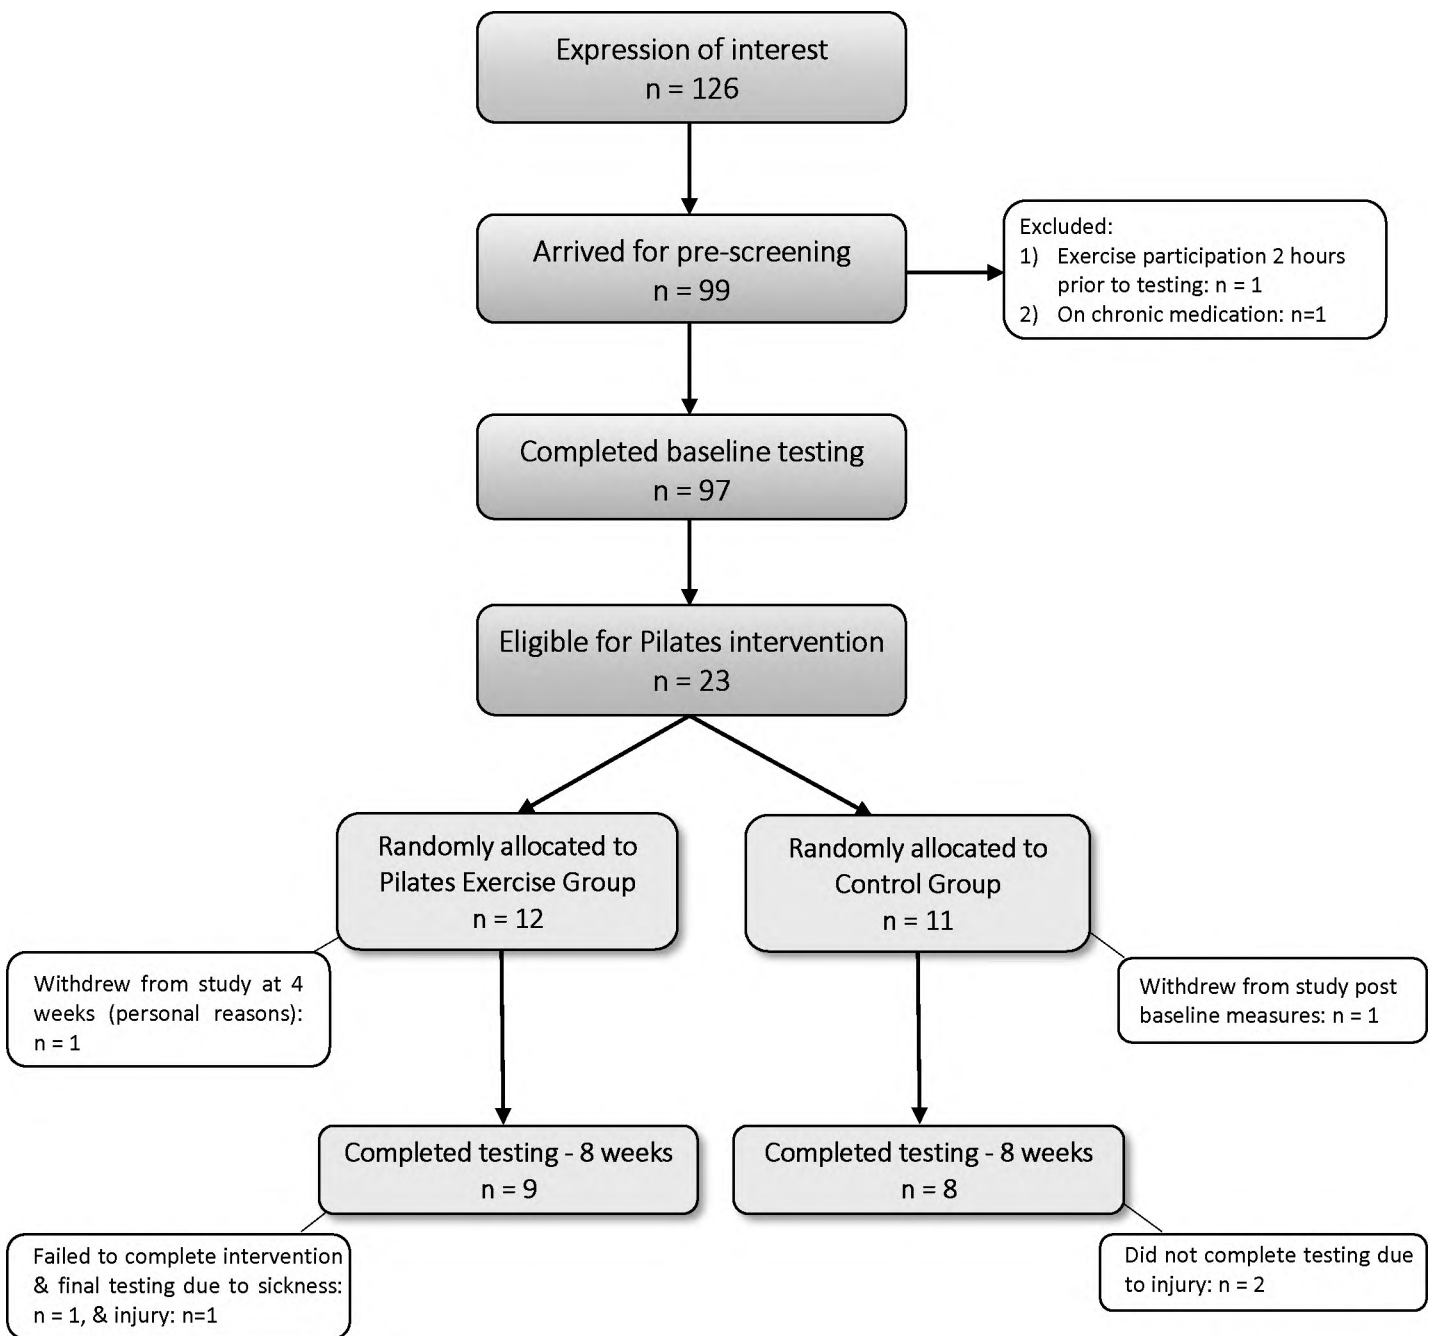 Expression of interest
n = 126
Arrived for pre-screening
n = 99
Excluded:
1) Exercise participation 2 hours
prior to testing: n = 1
2) On chronic medication: n=1
Completed baseline testing
n = 97
Eligible for Pilates intervention
n = 23
Randomly allocated to
Pilates Exercise Group
n = 12
Randomly allocated to
Control Group
n = 11
Withdrew from study at 4
weeks (personal reasons):
n = 1
Withdrew from study post
baseline measures: n = 1
Completed testing - 8 weeks
n = 9
Completed testing - 8 weeks
n = 8
Failed to complete intervention
& final testing due to sickness:
n = 1, & injury: n=1
Did not complete testing due
to injury: n = 2